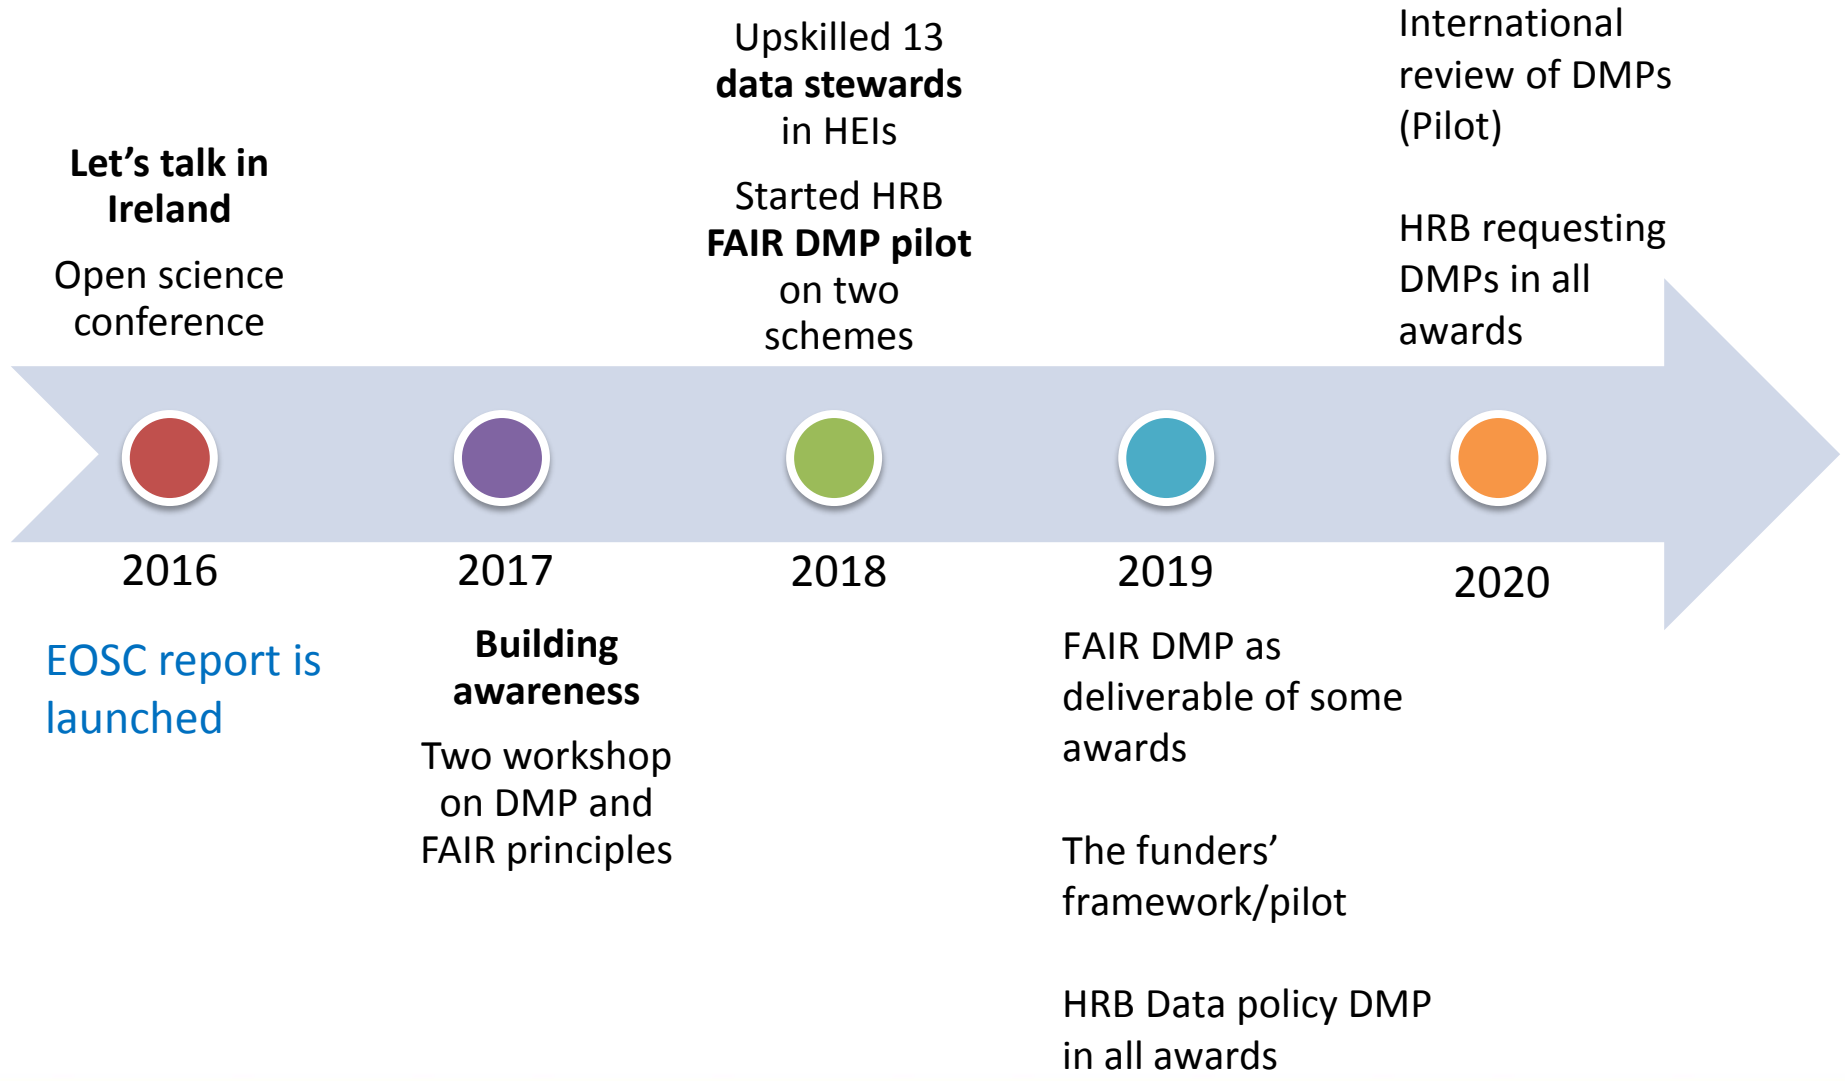 Let’s talk in
Ireland
Open science
conference
2016
EOSC report is
launched
2017
Building
awareness
Two workshop
on DMP and
FAIR principles
Upskilled 13
data stewards
in HEIs
Started HRB
FAIR DMP pilot
on two
schemes
2018
2019
FAIR DMP as
deliverable of some
awards
The funders’
framework/pilot
HRB Data policy DMP
in all awards
International
review of DMPs
(Pilot)
HRB requesting
DMPs in all
awards
2020